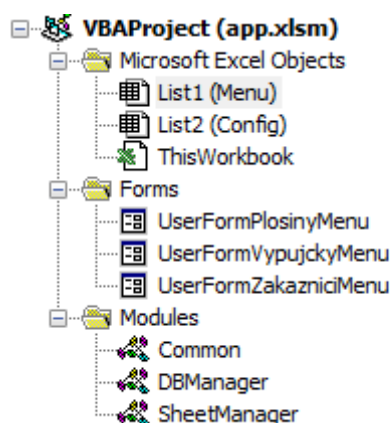 VBAProject (app.xlsm)
Microsoft Excel Objects
List1 (Menu)
List2 (Config)
ThisWorkbook
Forms
UserFormPlosinyMenu
UserFormVypujckyMenu
UserFormZakazniciMenu
Modules
Common
DBManager
SheetManager